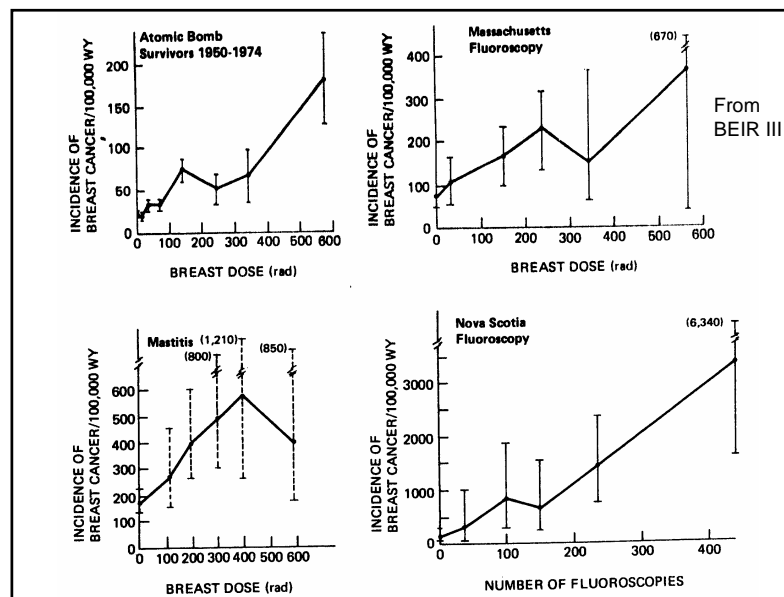 Atomic Bomb
Survivors 1950-1974
INCIDENCE OF
BREAST CANCER/100,000 WY
200
150
100
50
0
0 100 200 300 400 500 600
BREAST DOSE (rad)
Massachusetts
Fluoroscopy
(670)
INCIDENCE OF
BREAST CANCER/100,000 WY
400
300
200
100
0
0 100 200 300 400 600
BREAST DOSE (rad)
From
BEIR III
Mastitis
(1,210)
(800)
(850)
INCIDENCE OF
BREAST CANCER/100,000 WY
600
500
400
300
200
100
0
0 100 200 300 400 500 600
BREAST DOSE (rad)
Nova Scotia
Fluoroscopy
(6,340)
INCIDENCE OF
BREAST CANCER/100,000 WY
3000
2000
1000
0
0 100 200 400
NUMBER OF FLUOROSCOPIES